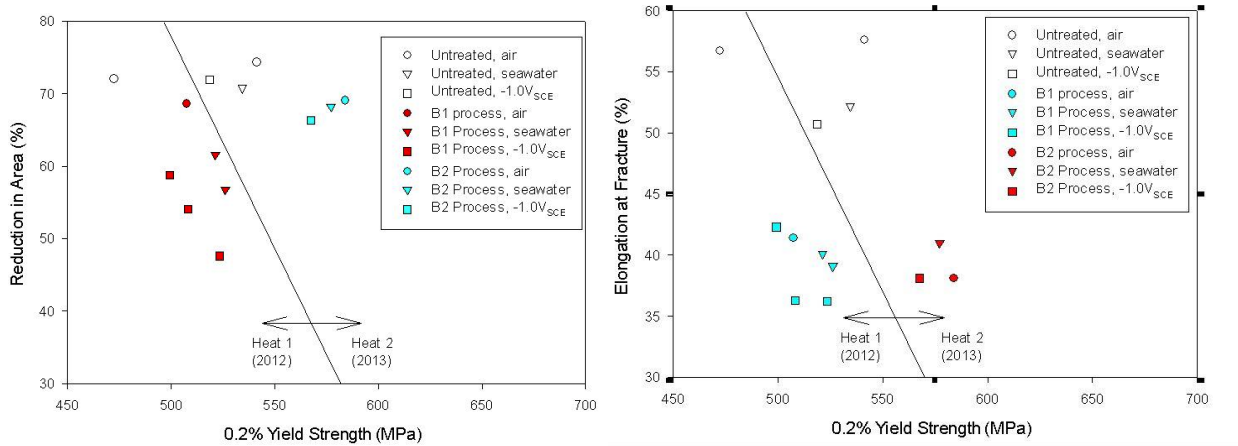 80
70
60
50
40
30
450
500
550
600
650
700
Reduction in Area (%)
0.2% Yield Strength (MPa)
Untreated, air
Untreated, seawater
Untreated, -1.0VSCE
B1 process, air
B1 Process, seawater
B1 Process, -1.0VSCE
B2 Process, air
B2 Process, seawater
B2 Process, -1.0VSCE
Heat 1
(2012)
Heat 2
(2013)
60
55
50
45
40
35
30
450
500
550
600
650
700
Elongation at Fracture (%)
0.2% Yield Strength (MPa)
Untreated, air
Untreated, seawater
Untreated, -1.0VSCE
B1 process, air
B1 Process, seawater
B1 Process, -1.0VSCE
B2 process, air
B2 Process, seawater
B2 Process, -1.0VSCE
Heat 1
(2012)
Heat 2
(2013)